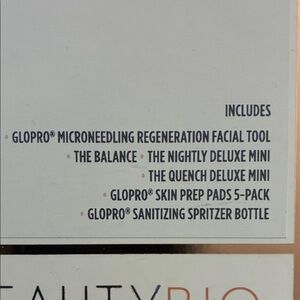 INCLUDES
• GLOPRO® MICRONEEDLING REGENERATION FACIAL TOOL
• THE BALANCE • THE NIGHTLY DELUXE MINI
• THE QUENCH DELUXE MINI
• GLOPRO® SKIN PREP PADS 5-PACK
• GLOPRO® SANITIZING SPRITZER BOTTLE
EAUTYBIO